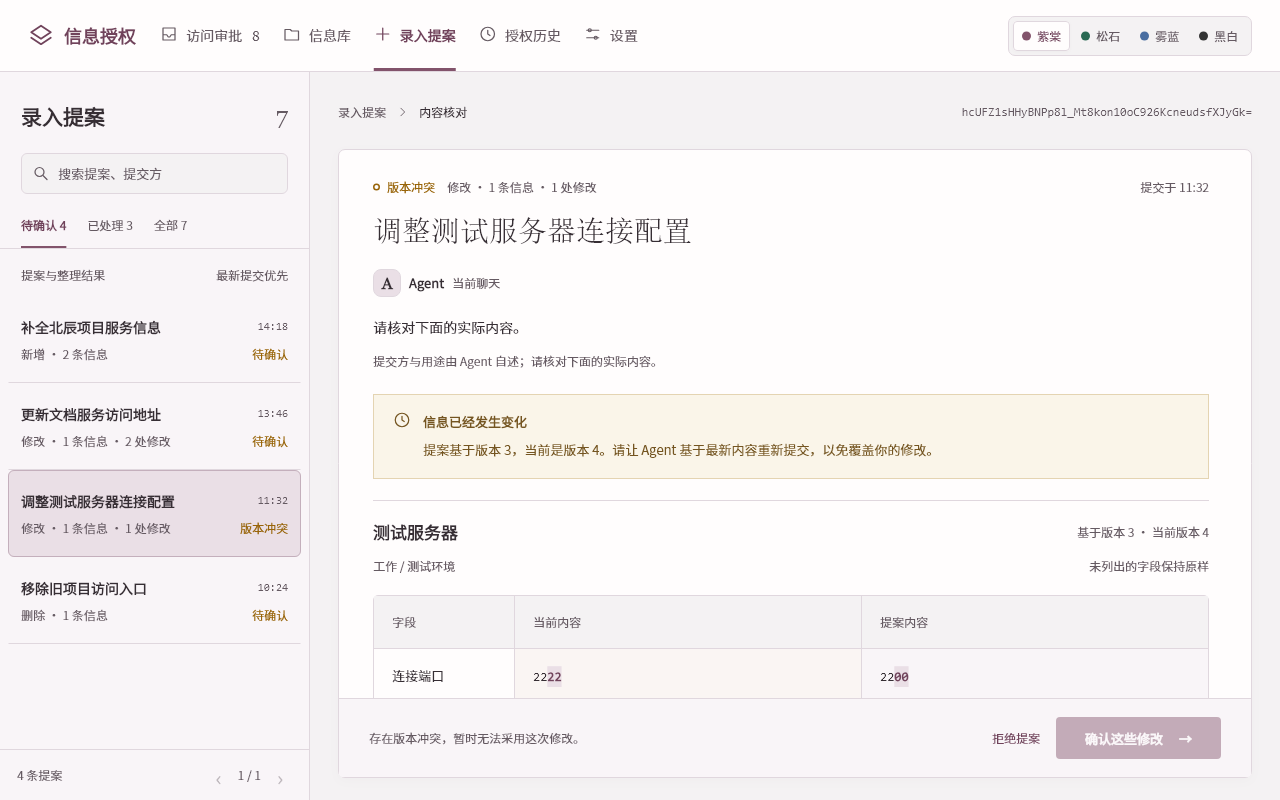 信息授权
访问审批 8
信息库
录入提案
授权历史
设置
紫棠
松石
雾蓝
黑白
录入提案 7
搜索提案、提交方
待确认 4 已处理 3 全部 7
提案与整理结果 最新提交优先
补全北辰项目服务信息 14:18
新增 · 2 条信息 待确认
更新文档服务访问地址 13:46
修改 · 1 条信息 · 2 处修改 待确认
调整测试服务器连接配置 11:32
修改 · 1 条信息 · 1 处修改 版本冲突
移除旧项目访问入口 10:24
删除 · 1 条信息 待确认
4 条提案 ‹ 1 / 1 ›
录入提案 > 内容核对
hcUFZ1sHHyBNPp8l_Mt8kon10oC926KcneudsfXJyGk=
版本冲突 修改 · 1 条信息 · 1 处修改 提交于 11:32
调整测试服务器连接配置
A Agent 当前聊天
请核对下面的实际内容。
提交方与用途由 Agent 自述；请核对下面的实际内容。
信息已经发生变化
提案基于版本 3，当前是版本 4。请让 Agent 基于最新内容重新提交，以免覆盖你的修改。
测试服务器 基于版本 3 · 当前版本 4
工作 / 测试环境 未列出的字段保持原样
字段 当前内容 提案内容
连接端口 2222 2200
存在版本冲突，暂时无法采用这次修改。
拒绝提案 确认这些修改 →